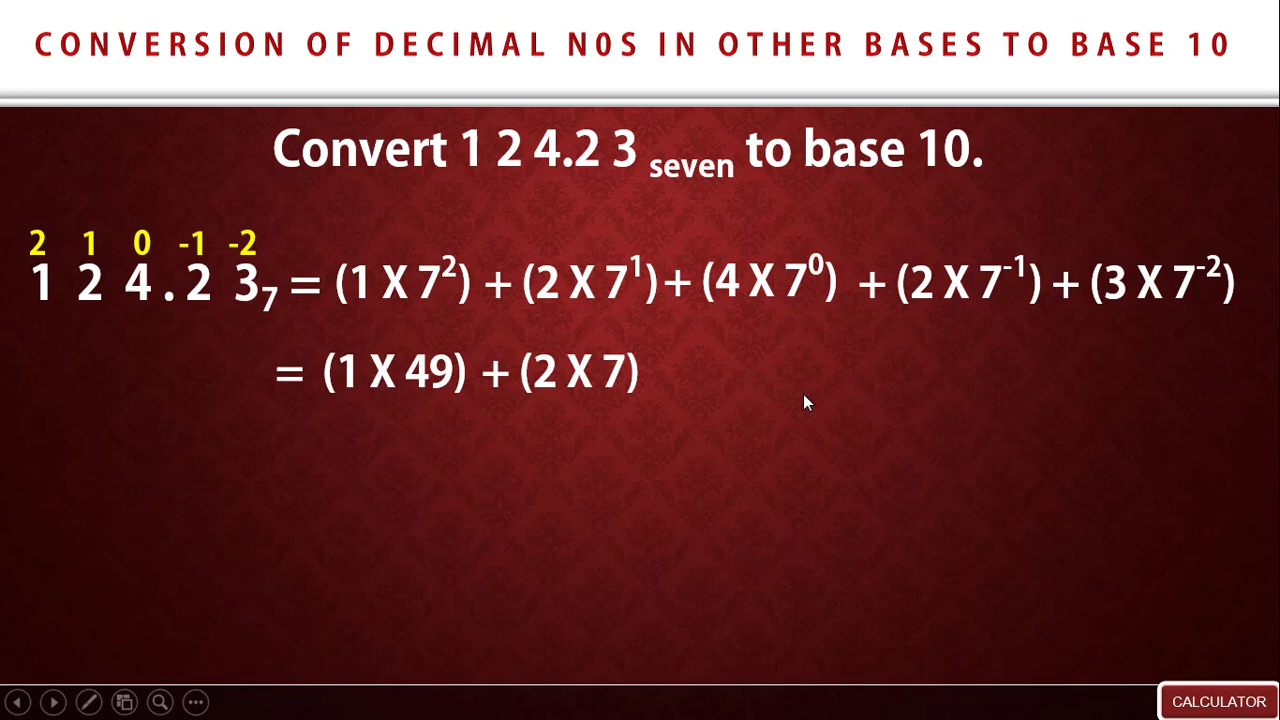 CONVERSION OF DECIMAL N0S IN OTHER BASES TO BASE 10
Convert 1 2 4.2 3 seven to base 10.
2 1 0 -1 -2
1 2 4 . 2 3₇ = (1 X 7²) + (2 X 7¹) + (4 X 7⁰) + (2 X 7⁻¹) + (3 X 7⁻²)
= (1 X 49) + (2 X 7)
CALCULATOR